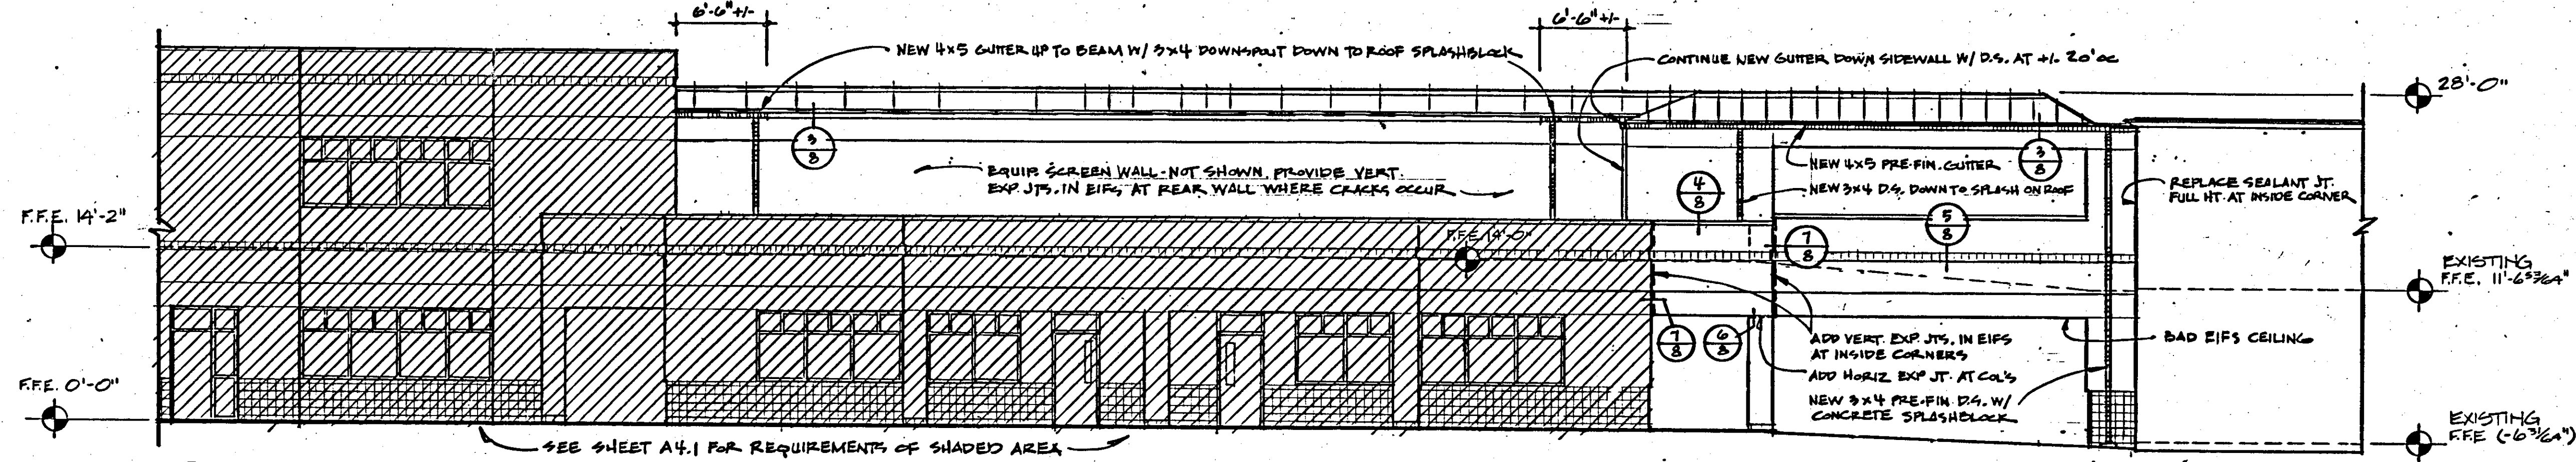 6'-6"+/-
6'-6"+/-
NEW 4x5 GUTTER UP TO BEAM W/ 3x4 DOWNSPOUT DOWN TO ROOF SPLASHBLOCK
CONTINUE NEW GUTTER DOWN SIDEWALL W/ D.S. AT +/- 20' OC
28'-0"
3
8
EQUIP SCREEN WALL-NOT SHOWN. PROVIDE VERT.
EXP. JTS. IN EIFS AT REAR WALL WHERE CRACKS OCCUR
NEW 4x5 PRE-FIN. GUTTER
3
8
4
8
NEW 3x4 D.S. DOWN TO SPLASH ON ROOF
REPLACE SEALANT JT.
FULL HT. AT INSIDE CORNER
F.F.E. 14'-2"
F.F.E. 14'-0"
5
8
7
8
EXISTING
F.F.E. 11'-6 53/64"
7
8
6
8
ADD VERT. EXP. JTS. IN EIFS
AT INSIDE CORNERS
BAD EIFS CEILING
ADD HORIZ EXP JT. AT COL'S
F.F.E. 0'-0"
NEW 3x4 PRE-FIN. D.S. W/
CONCRETE SPLASHBLOCK
SEE SHEET A4.1 FOR REQUIREMENTS OF SHADED AREA
EXISTING
F.F.E (-6 3/64")